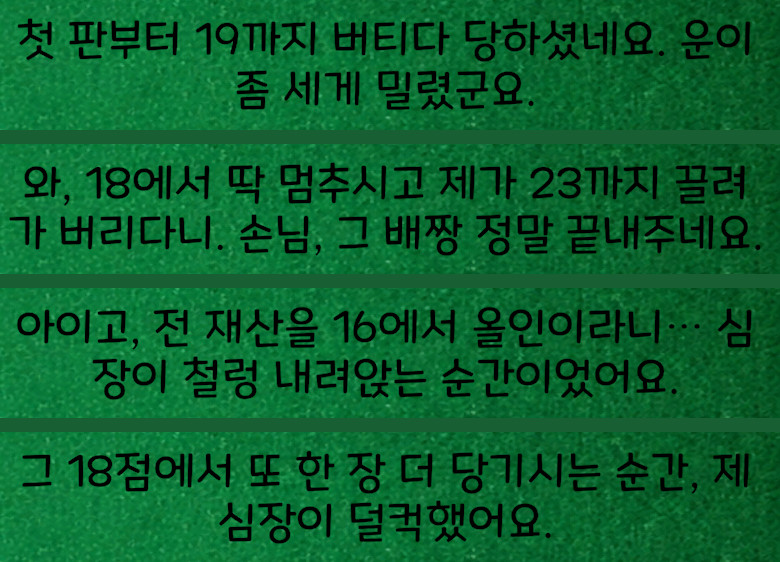 첫 판부터 19까지 버티다 당하셨네요. 운이
좀 세게 밀렸군요.
와, 18에서 딱 멈추시고 제가 23까지 끌려
가 버리다니. 손님, 그 배짱 정말 끝내주네요.
아이고, 전 재산을 16에서 올인이라니… 심
장이 철렁 내려앉는 순간이었어요.
그 18점에서 또 한 장 더 당기시는 순간, 제
심장이 덜컥했어요.